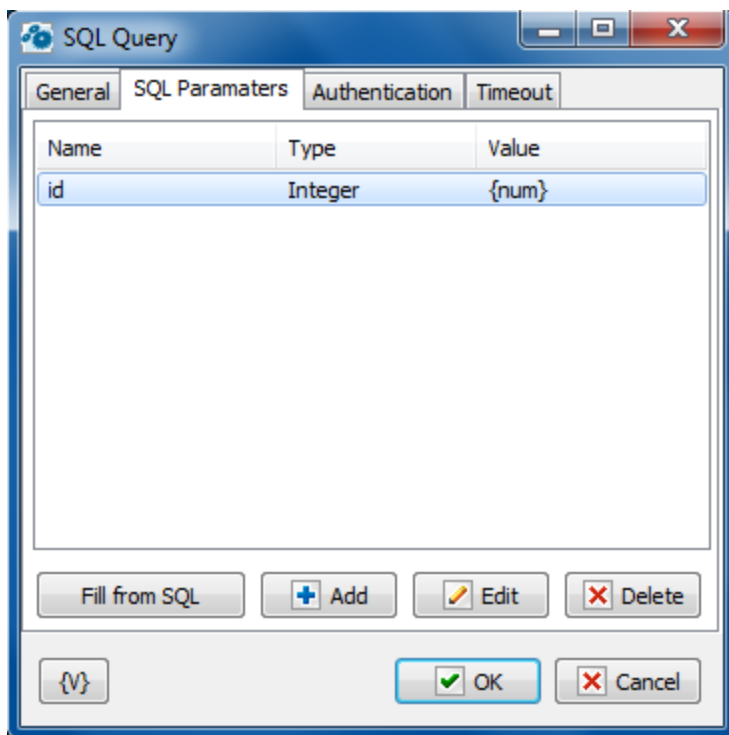 SQL Query
General SQL Paramaters Authentication Timeout
Name Type Value
id Integer {num}
Fill from SQL Add Edit Delete
{V} OK Cancel